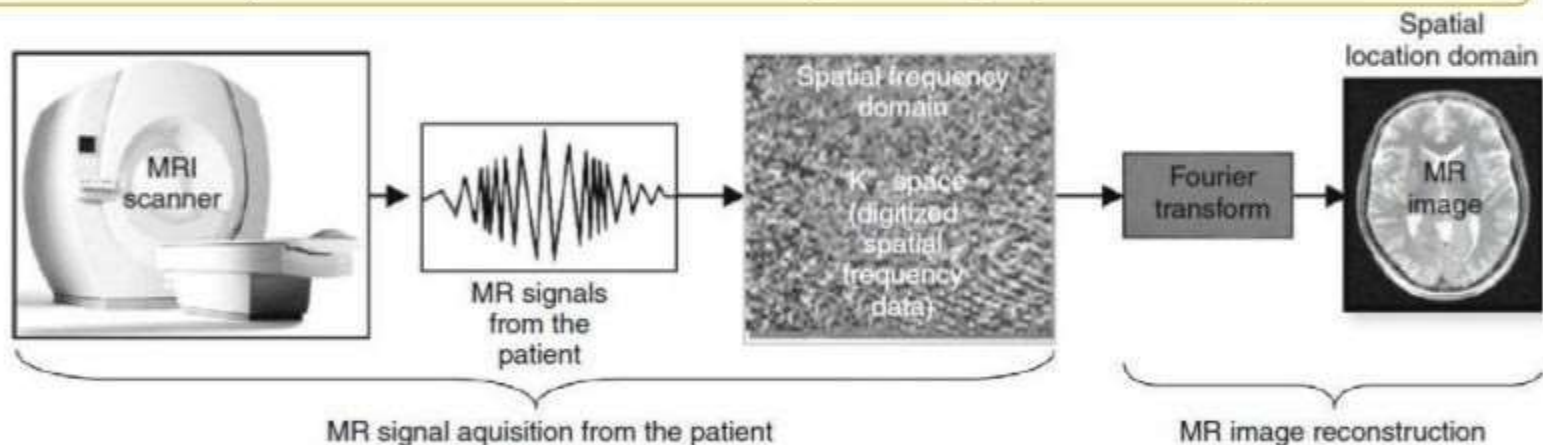 Spatial
location domain
MRI
scanner
MR signals
from the
patient
Spatial frequency
domain
K – space
(digitized
spatial
frequency
data)
Fourier
transform
MR
image
MR signal aquisition from the patient
MR image reconstruction